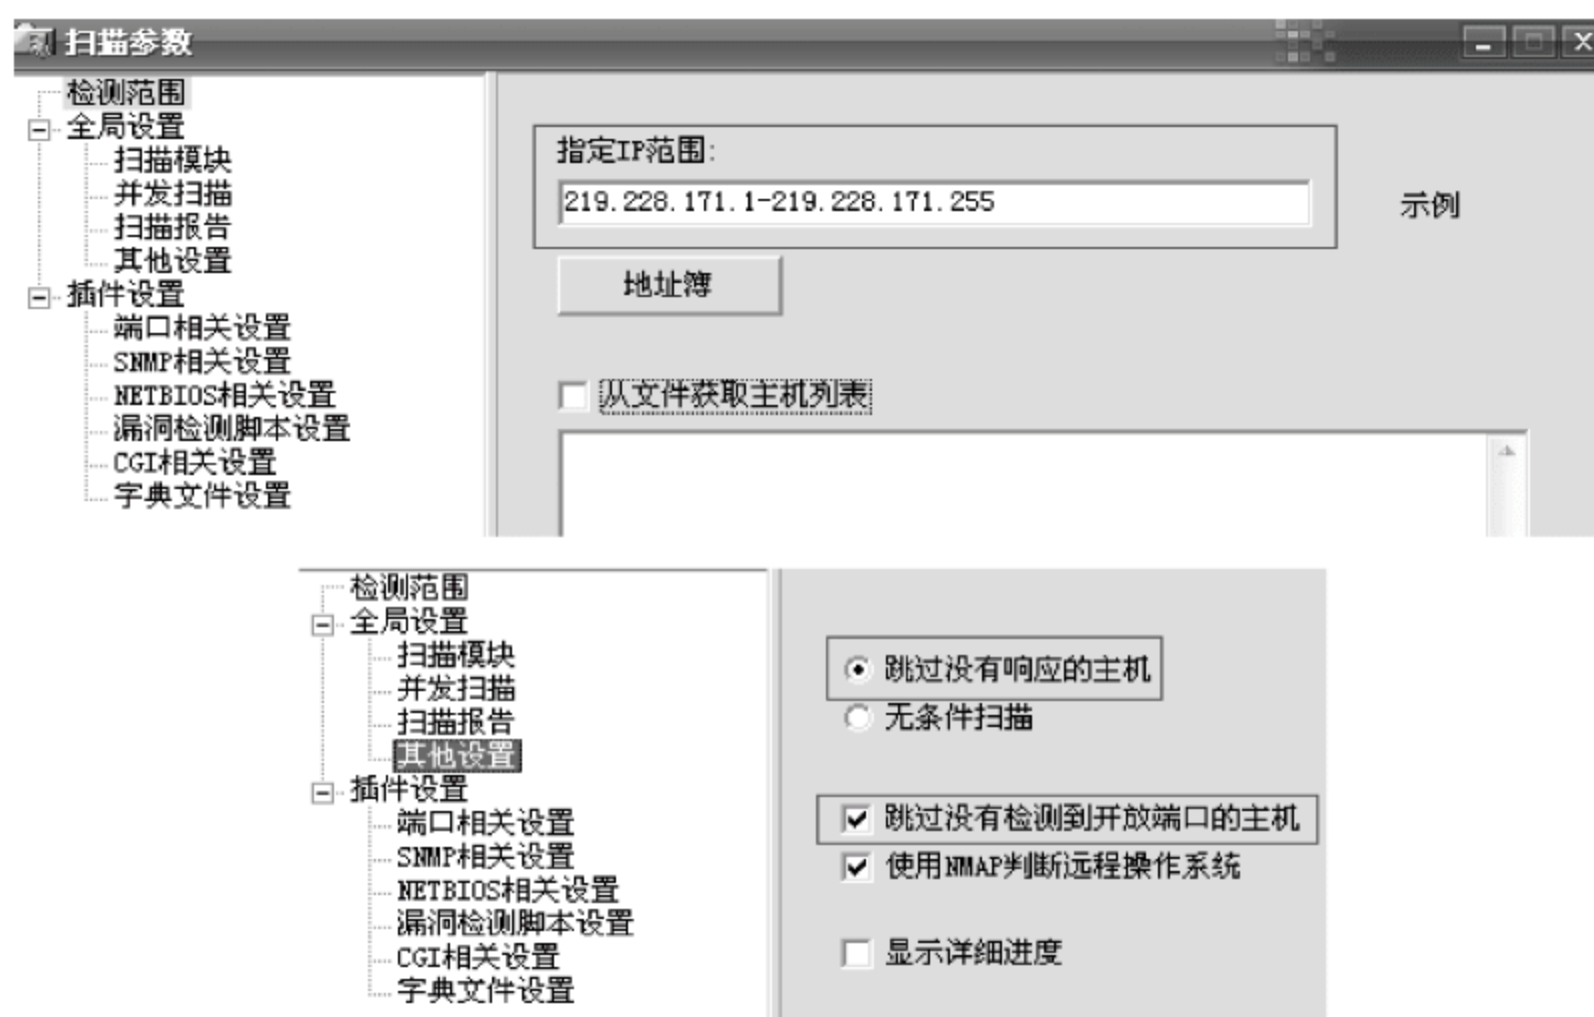 扫描参数
检测范围
全局设置
扫描模块
并发扫描
扫描报告
其他设置
插件设置
端口相关设置
SNMP相关设置
NETBIOS相关设置
漏洞检测脚本设置
CGI相关设置
字典文件设置
指定IP范围:
219.228.171.1-219.228.171.255
示例
地址簿
从文件获取主机列表
检测范围
全局设置
扫描模块
并发扫描
扫描报告
其他设置
插件设置
端口相关设置
SNMP相关设置
NETBIOS相关设置
漏洞检测脚本设置
CGI相关设置
字典文件设置
跳过没有响应的主机
无条件扫描
跳过没有检测到开放端口的主机
使用NMAP判断远程操作系统
显示详细进度